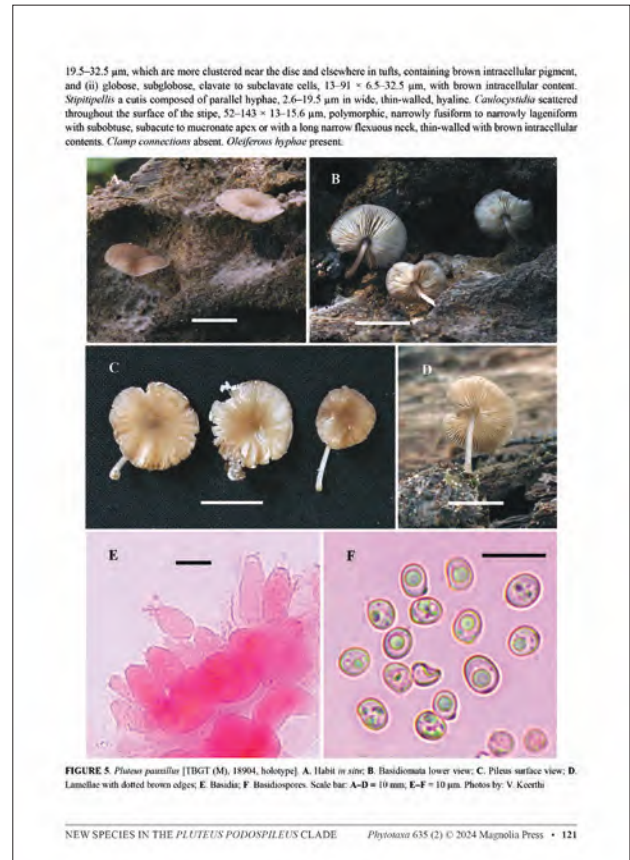 19.5–32.5 µm, which are more clustered near the disc and elsewhere in tufts, containing brown intracellular pigment,
and (ii) globose, subglobose, clavate to subclavate cells, 13–91 × 6.5–32.5 µm, with brown intracellular content.
Stipitipellis a cutis composed of parallel hyphae, 2.6–19.5 µm in wide, thin-walled, hyaline. Caulocystidia scattered
throughout the surface of the stipe, 52–143 × 13–15.6 µm, polymorphic, narrowly fusiform to narrowly lageniform
with subobtuse, subacute to mucronate apex or with a long narrow flexuous neck, thin-walled with brown intracellular
contents. Clamp connections absent. Oleiferous hyphae present.
B
C
D
E
F
FIGURE 5. Pluteus paussilus [TBGT (M), 18904, holotype]. A. Habit in situ; B. Basidiomata lower view; C. Pileus surface view; D.
Lamellae with dotted brown edges; E. Basidia; F. Basidiospores. Scale bar: A–D = 10 mm; E–F = 10 µm. Photos by: V. Keerthi
NEW SPECIES IN THE PLUTEUS PODOSPILEUS CLADE
Phytotaxa 635 (2) © 2024 Magnolia Press • 121